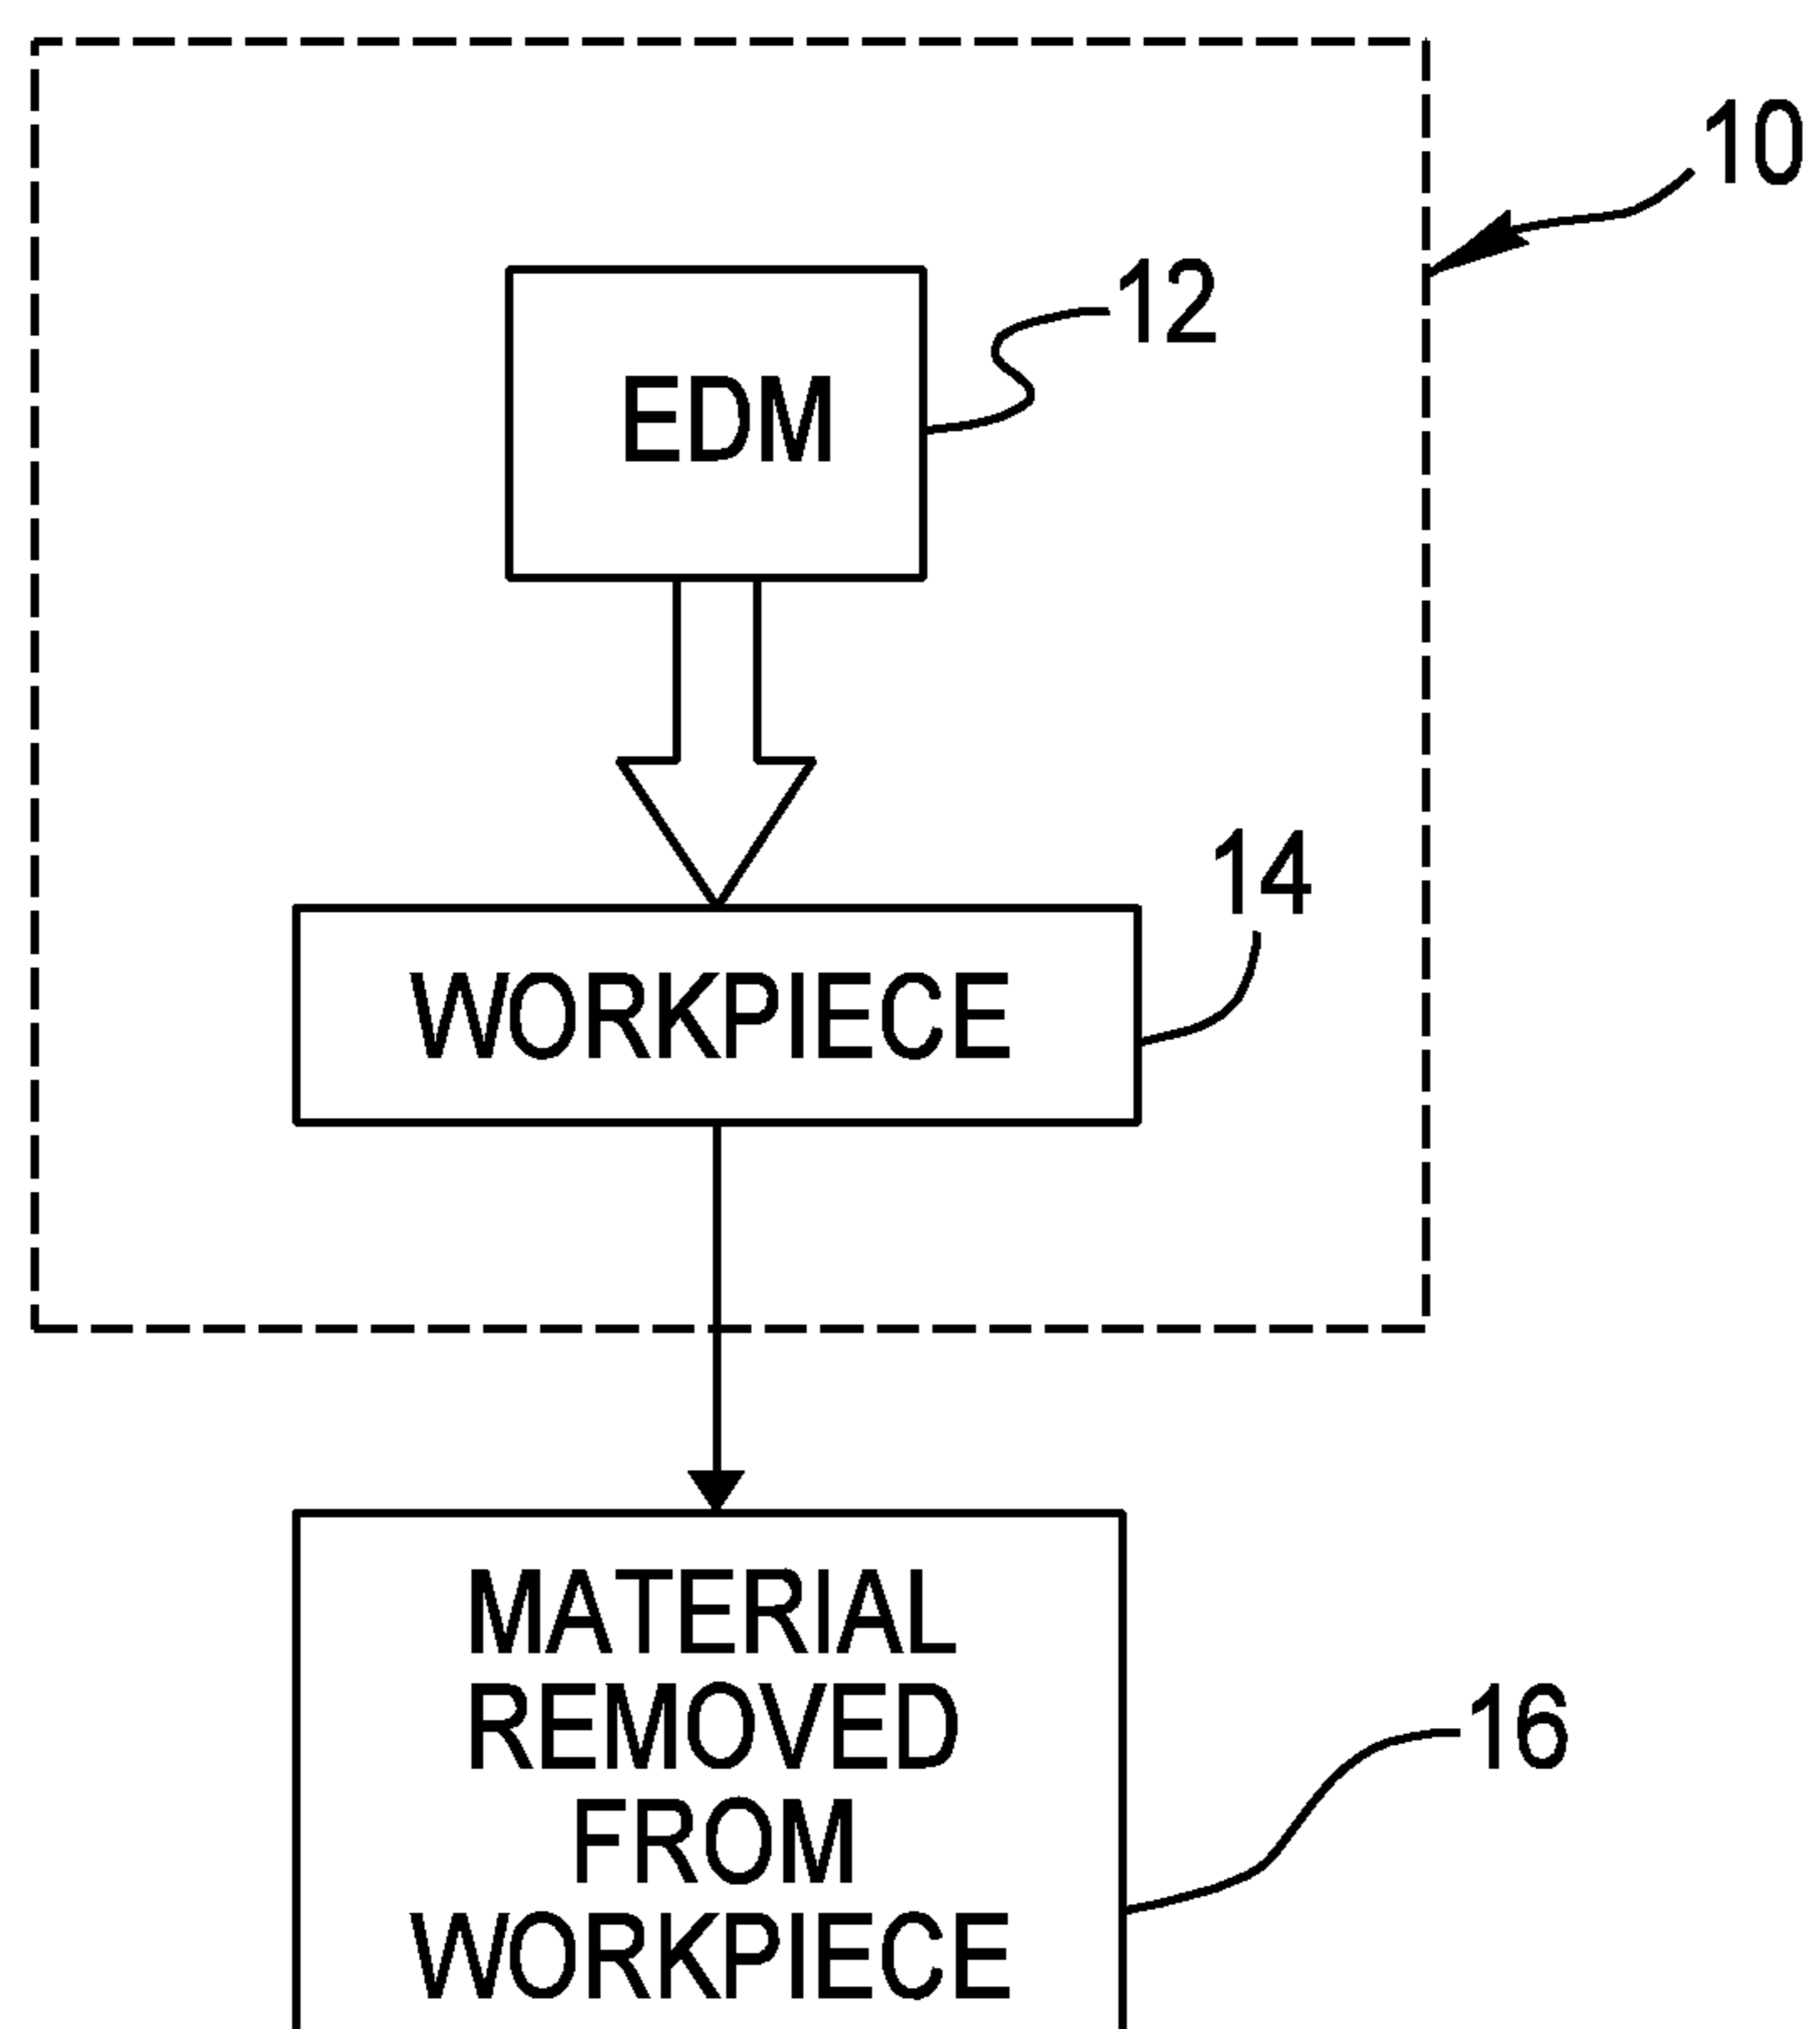 10
12
EDM
14
WORKPIECE
MATERIAL
REMOVED
FROM
WORKPIECE
16